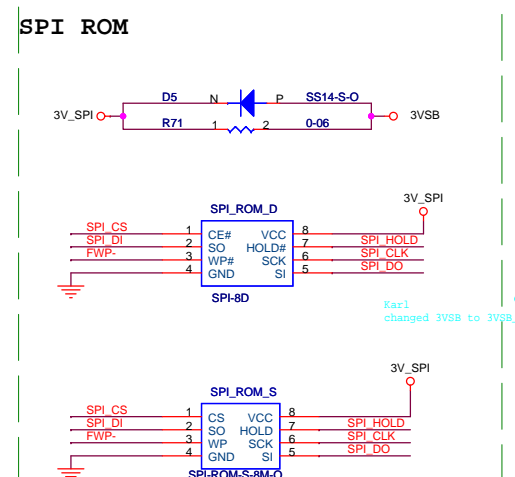 SPI ROM
D5 N P SS14-S-O
3V_SPI 3VSB
R71 1 2 0-06
3V_SPI
SPI_ROM_D
SPI_CS 1 CE# VCC 8
SPI_DI 2 SO HOLD# 7 SPI_HOLD
FWP- 3 WP# SCK 6 SPI_CLK
4 GND SI 5 SPI_DO
SPI-8D
Karl
changed 3VSB to 3VSB_
3V_SPI
SPI_ROM_S
SPI_CS 1 CS VCC 8
SPI_DI 2 SO HOLD 7 SPI_HOLD
FWP- 3 WP SCK 6 SPI_CLK
4 GND SI 5 SPI_DO
SPI-ROM-S-8M-O